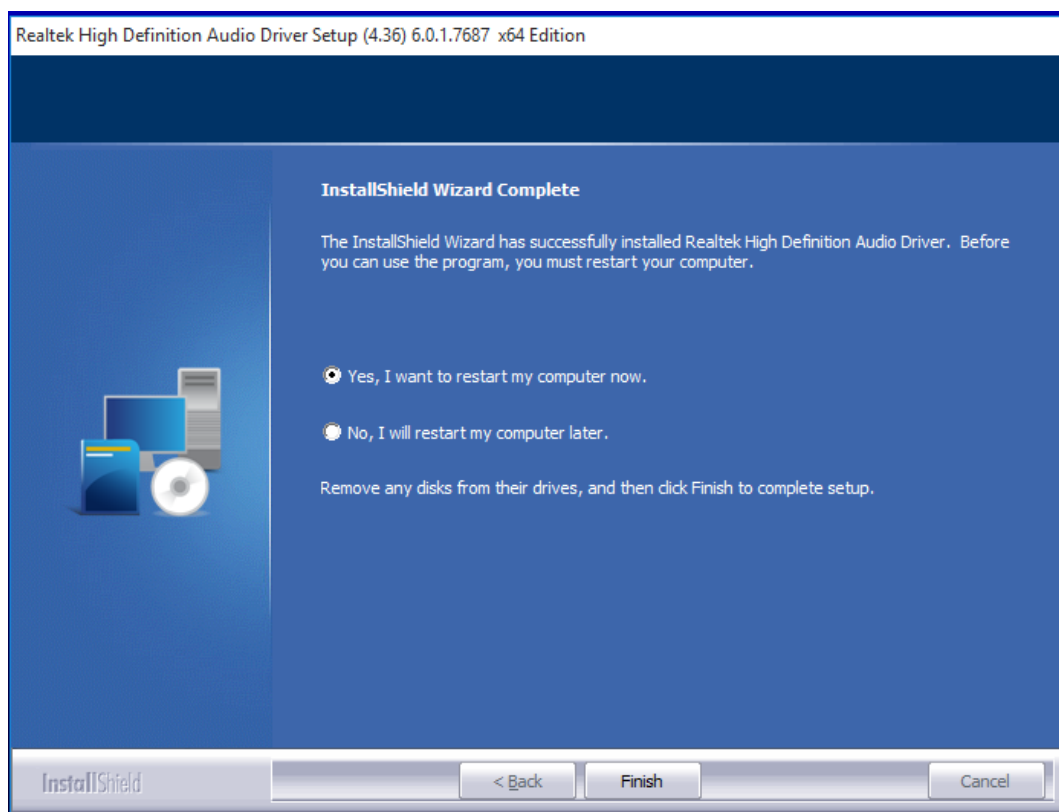 Realtek High Definition Audio Driver Setup (4.36) 6.0.1.7687 x64 Edition
InstallShield Wizard Complete
The InstallShield Wizard has successfully installed Realtek High Definition Audio Driver. Before
you can use the program, you must restart your computer.
Yes, I want to restart my computer now.
No, I will restart my computer later.
Remove any disks from their drives, and then click Finish to complete setup.
InstallShield
< Back
Finish
Cancel